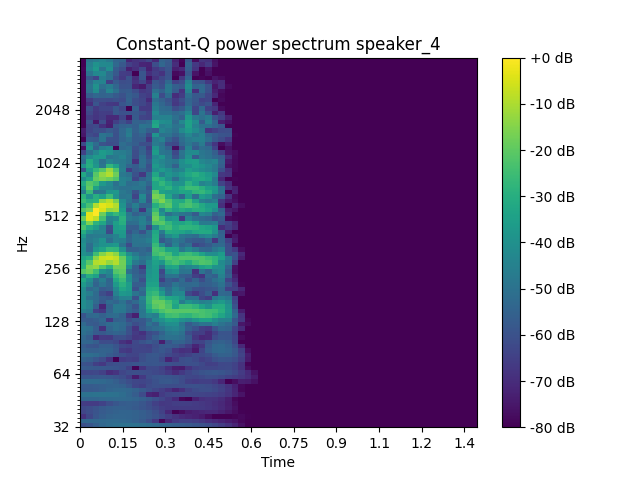 Constant-Q power spectrum speaker_4
Hz
2048
1024
512
256
128
64
32
0 0.15 0.3 0.45 0.6 0.75 0.9 1.1 1.2 1.4
Time
+0 dB
-10 dB
-20 dB
-30 dB
-40 dB
-50 dB
-60 dB
-70 dB
-80 dB